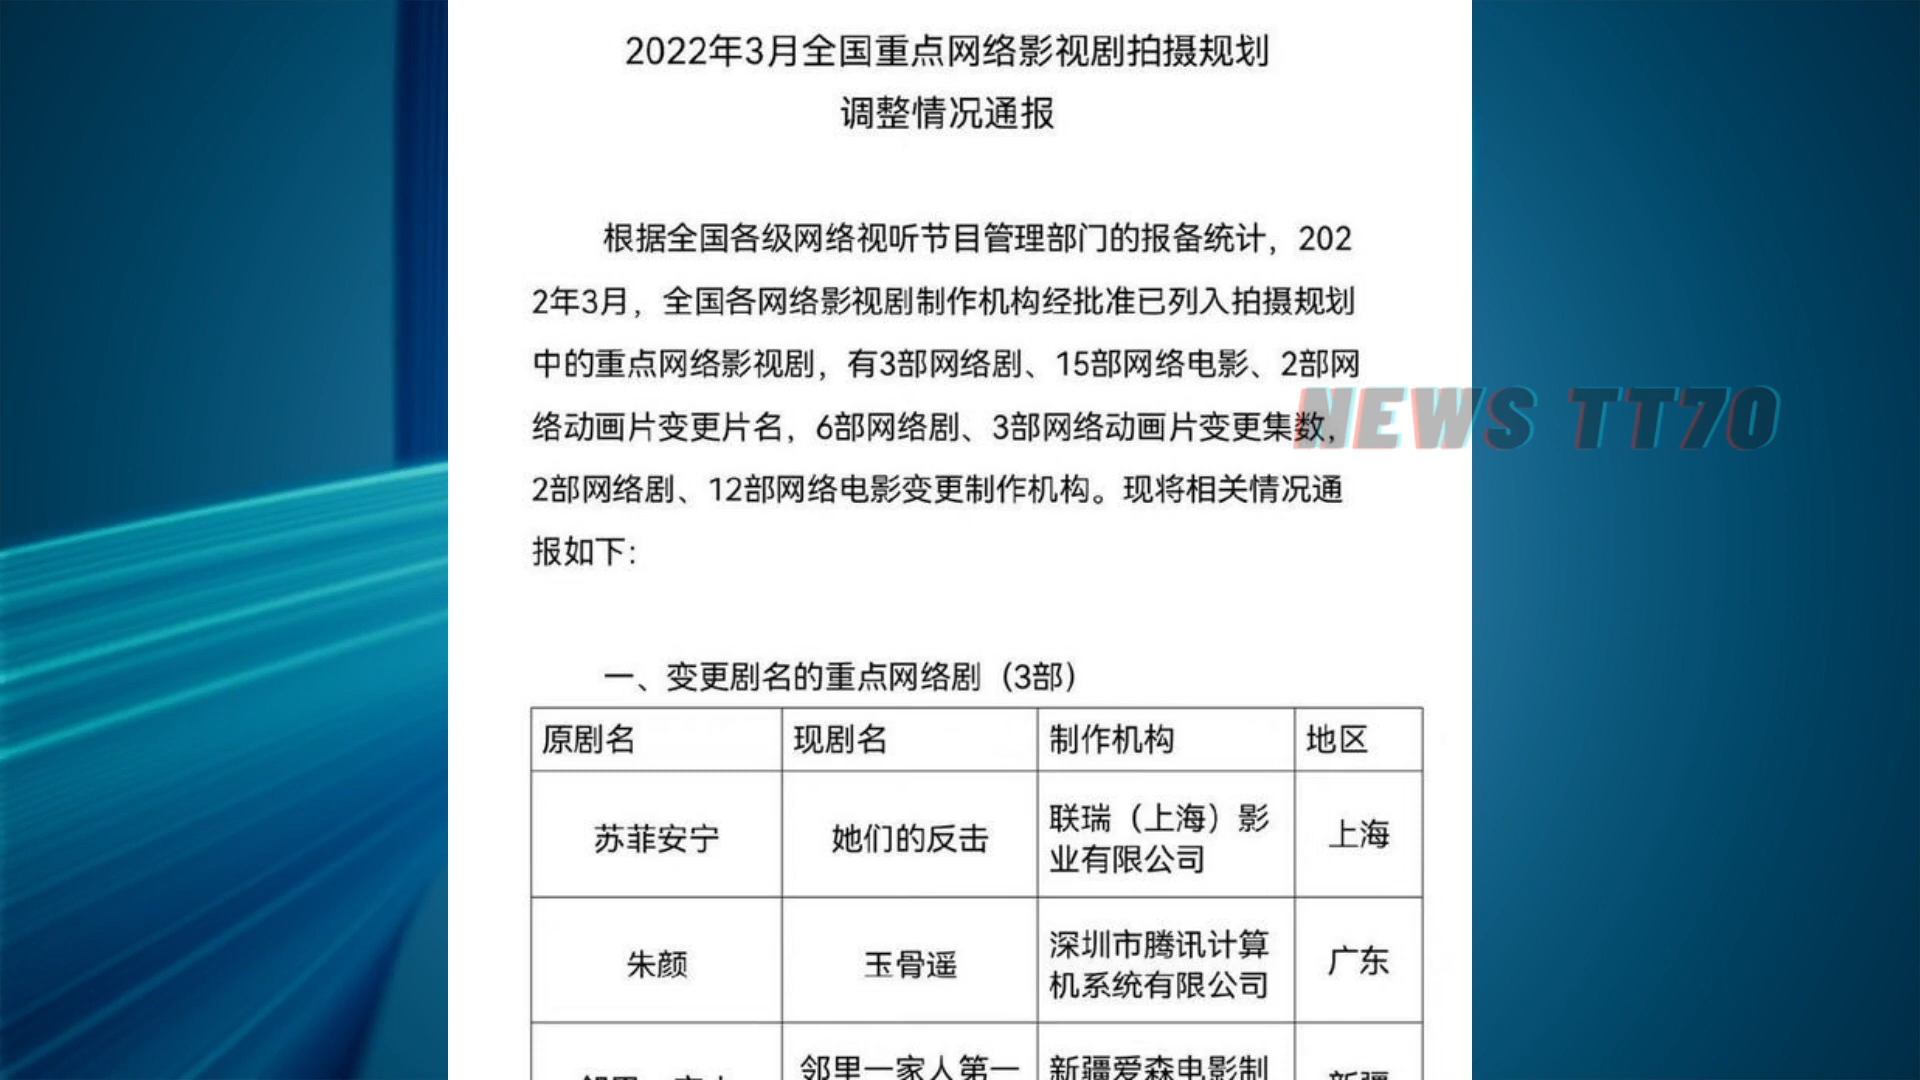 2022年3月全国重点网络影视剧拍摄规划
调整情况通报
根据全国各级网络视听节目管理部门的报备统计，202
2年3月，全国各网络影视剧制作机构经批准已列入拍摄规划
中的重点网络影视剧，有3部网络剧、15部网络电影、2部网
络动画片变更片名，6部网络剧、3部网络动画片变更集数，
NEWS TT70
2部网络剧、12部网络电影变更制作机构。现将相关情况通
报如下：
一、变更剧名的重点网络剧（3部）
原剧名 现剧名 制作机构 地区
苏菲安宁 她们的反击 联瑞（上海）影 上海
业有限公司
朱颜 玉骨遥 深圳市腾讯计算 广东
机系统有限公司
邻里一家人第一 新疆爱森电影制